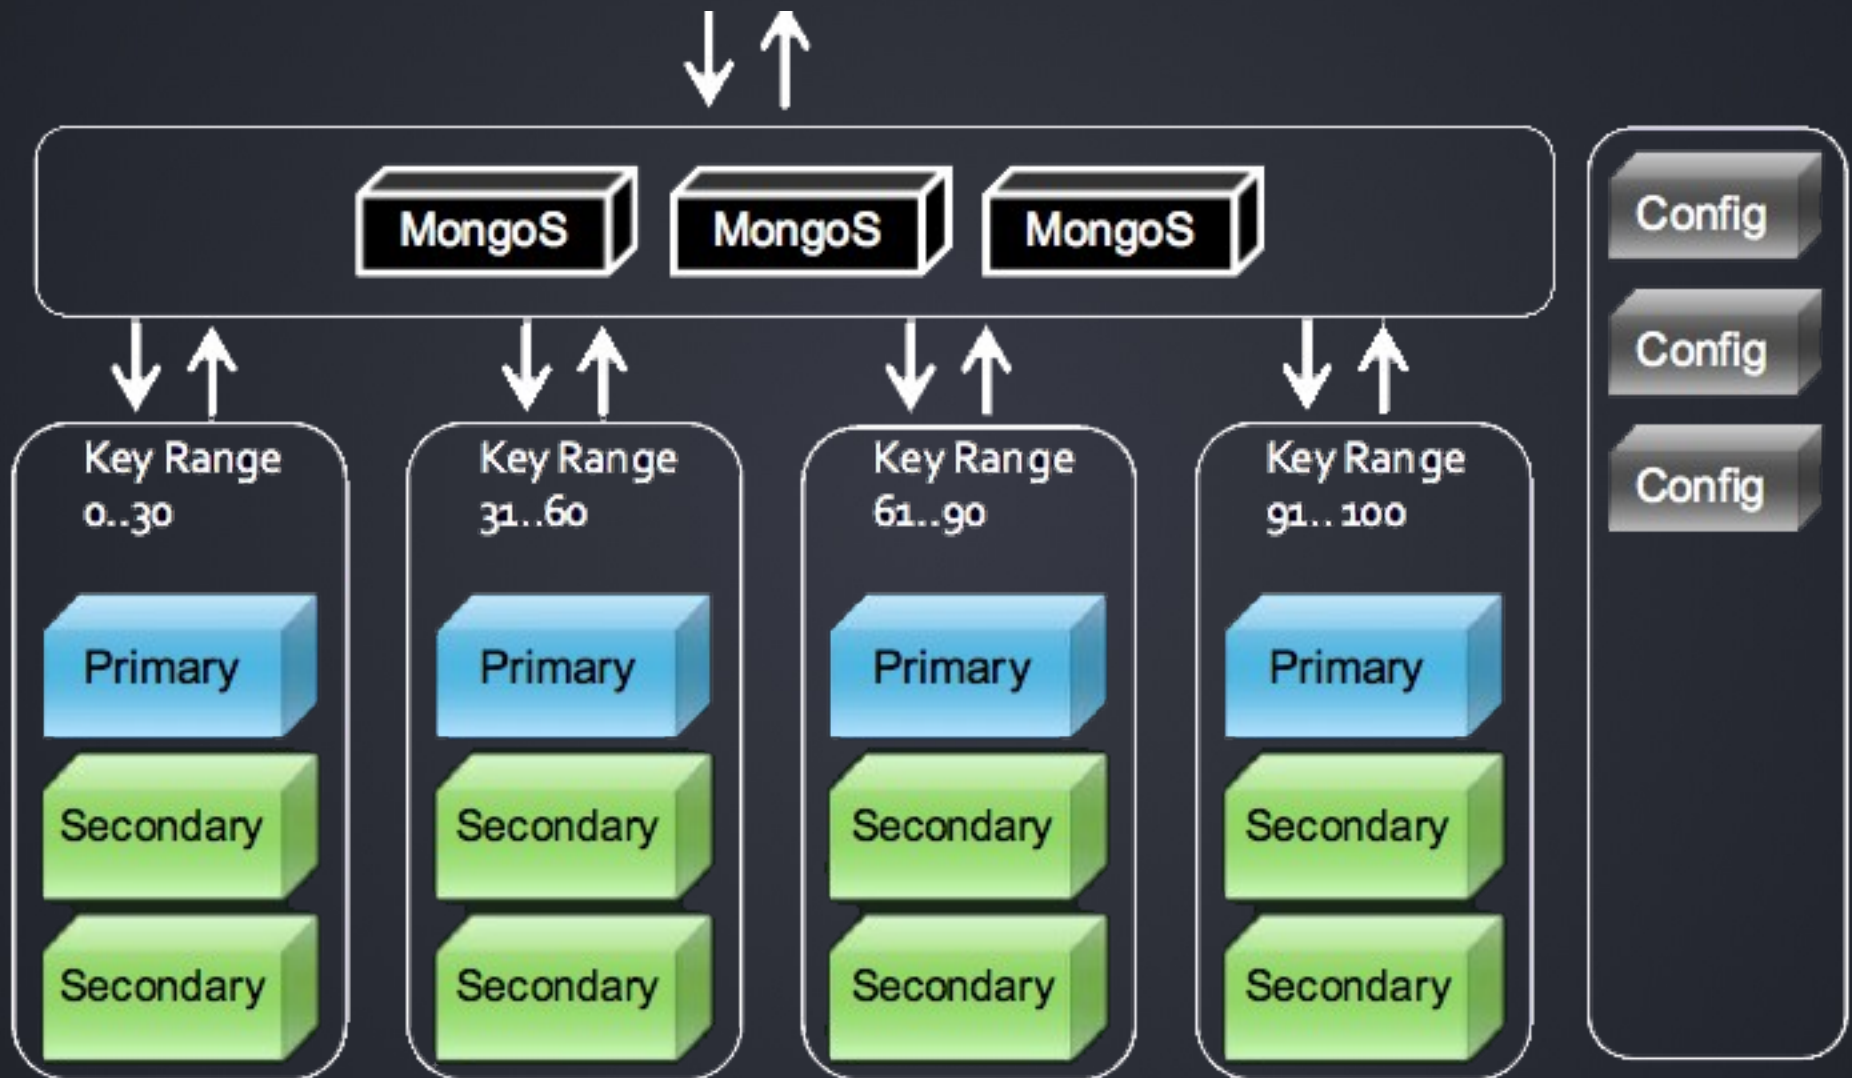 MongoS
MongoS
MongoS
Config
Config
Config
Key Range
0..30
Primary
Secondary
Secondary
Key Range
31..60
Primary
Secondary
Secondary
Key Range
61..90
Primary
Secondary
Secondary
Key Range
91.. 100
Primary
Secondary
Secondary